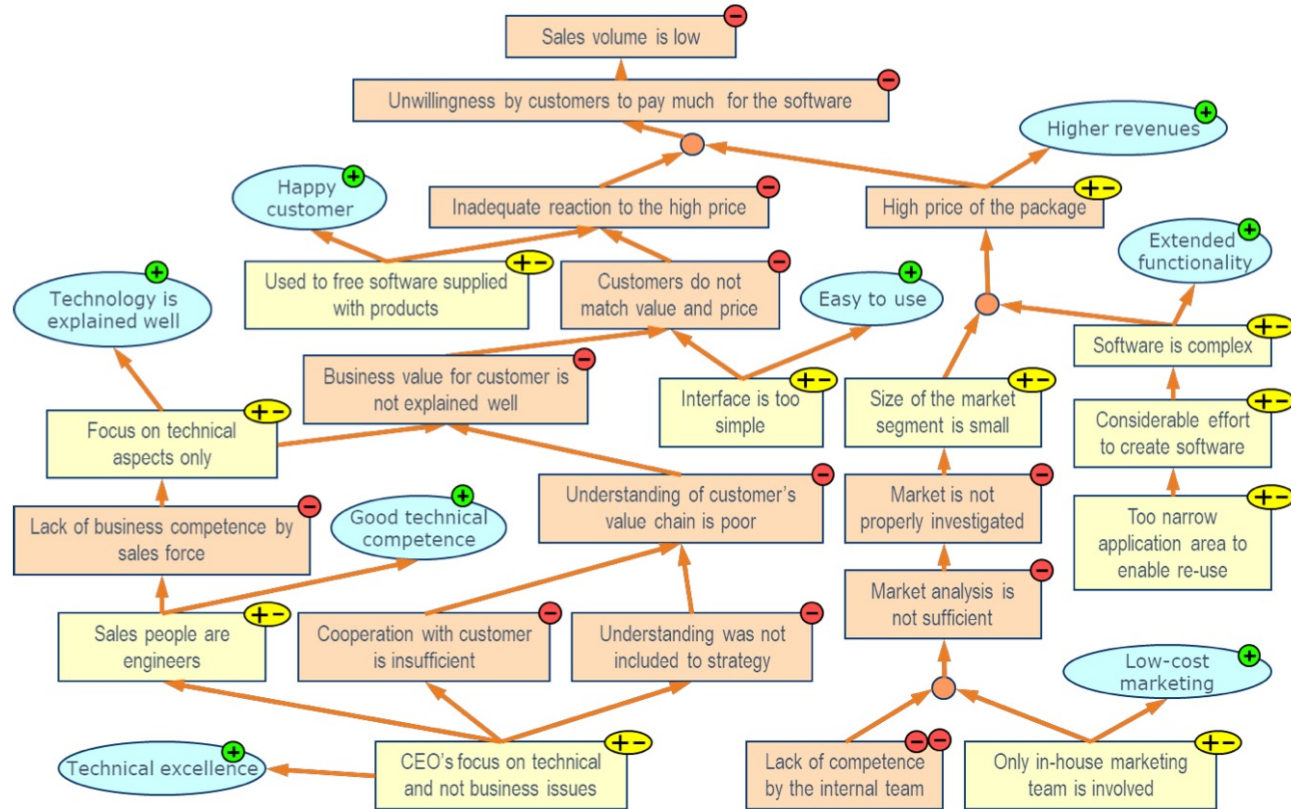 Sales volume is low
Unwillingness by customers to pay much for the software
Higher revenues
Happy
customer
Inadequate reaction to the high price
High price of the package
Extended
functionality
Technology is
explained well
Used to free software supplied
with products
Customers do not
match value and price
Easy to use
Software is complex
Business value for customer is
not explained well
Interface is too
simple
Size of the market
segment is small
Considerable effort
to create software
Focus on technical
aspects only
Understanding of customer's
value chain is poor
Market is not
properly investigated
Too narrow
application area to
enable re-use
Lack of business competence by
sales force
Good technical
competence
Market analysis is
not sufficient
Sales people are
engineers
Cooperation with customer
is insufficient
Understanding was not
included to strategy
Low-cost
marketing
Technical excellence
CEO's focus on technical
and not business issues
Lack of competence
by the internal team
Only in-house marketing
team is involved